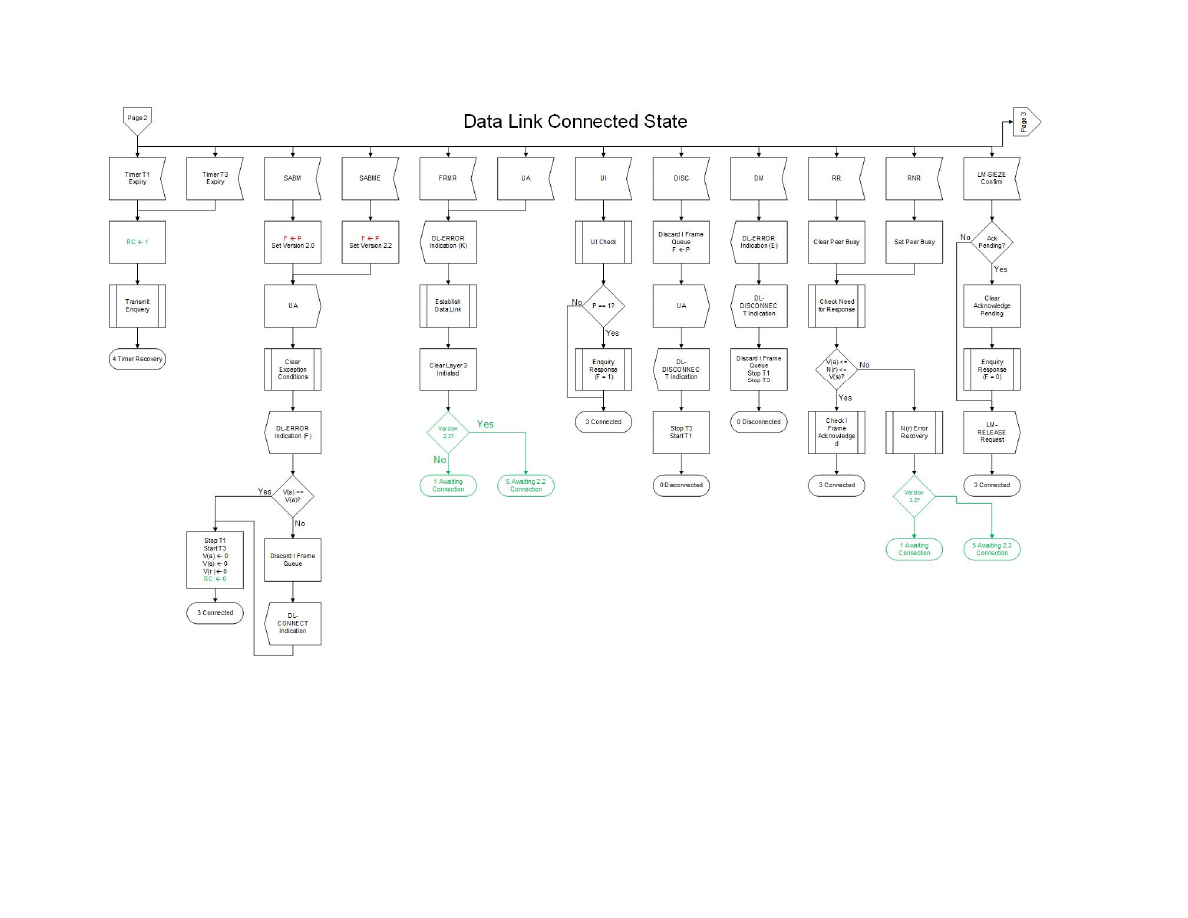 Page 2
Data Link Connected State
Page 3
Timer T1
Expiry
Timer T3
Expiry
SABM
SABME
FRMR
UA
UI
DISC
DM
RR
RNR
LM-SIEZE
Confirm
RC ← 1
F ← P
Set Version 2.0
F ← P
Set Version 2.2
DL-ERROR
Indication (K)
UI Check
Discard I Frame
Queue
F ← P
DL-ERROR
Indication (E)
Clear Peer Busy
Set Peer Busy
No
Ack
Pending?
Yes
Transmit
Enquery
UA
Establish
Data Link
No
P == 1?
Yes
UA
DL-
DISCONNEC
T Indication
Check Need
for Response
Clear
Acknowledge
Pending
4 Timer Recovery
Clear
Exception
Conditions
Clear Layer 3
Initiated
Enquiry
Response
(F = 1)
DL-
DISCONNEC
T Indication
Discard I Frame
Queue
Stop T1
Stop T3
V(a) <=
N(r) <=
V(s)?
No
Yes
Enquiry
Response
(F = 0)
DL-ERROR
Indication (F)
Version
2.2?
Yes
No
3 Connected
Stop T3
Start T1
0 Disconnected
Check I
Frame
Acknowledge
d
N(r) Error
Recovery
LM-
RELEASE
Request
Yes
V(s) ==
V(a)?
No
1 Awaiting
Connection
5 Awaiting 2.2
Connection
0 Disconnected
3 Connected
Version
2.2?
3 Connected
Stop T1
Start T3
V(a) ← 0
V(s) ← 0
V(r) ← 0
RC ← 0
Discard I Frame
Queue
1 Awaiting
Connection
5 Awaiting 2.2
Connection
3 Connected
DL-
CONNECT
Indication